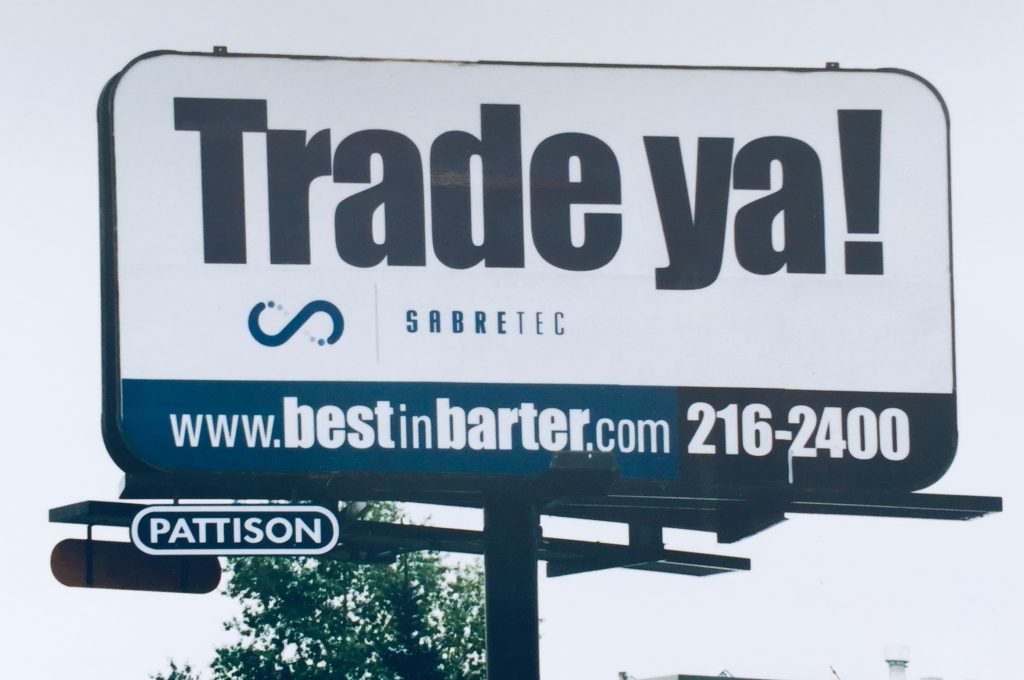 Trade ya!
SABRETEC
www.bestinbarter.com 216-2400
PATTISON